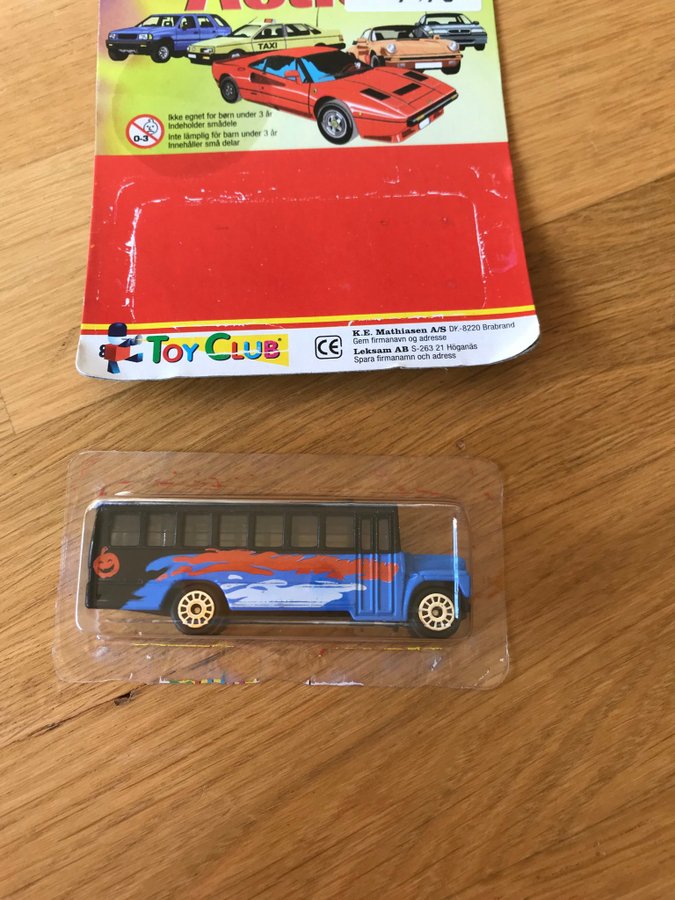 TAXI
Ikke egnet for børn under 3 år
Indeholder smådele
Inte lämplig för barn under 3 år
Innehåller små delar
0-3
TOY CLUB
CE
K.E. Mathiasen A/S DK-8220 Brabrand
Gem firmanavn og adresse
Leksam AB S-263 21 Höganäs
Spara firmanamn och adress